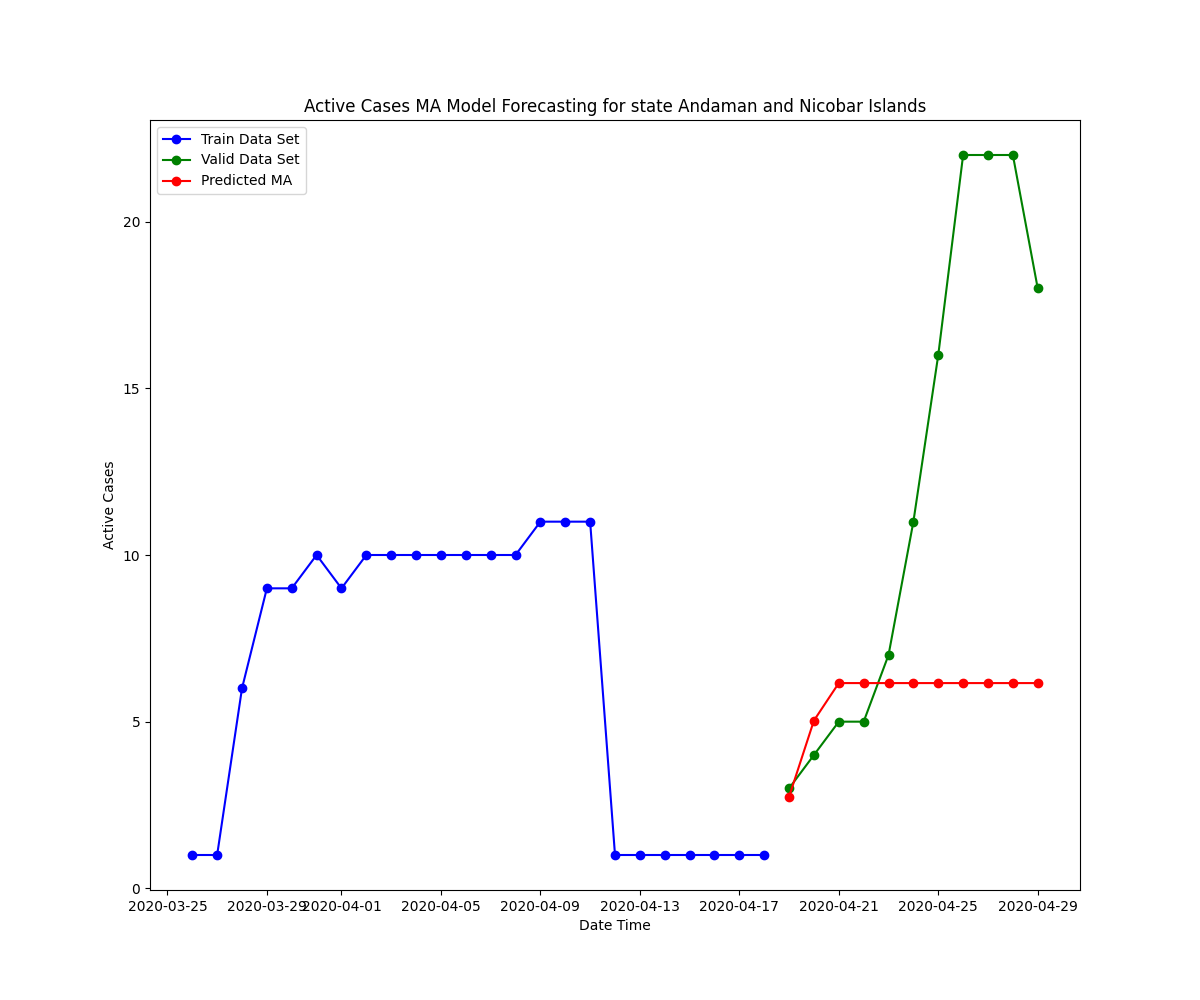 Active Cases MA Model Forecasting for state Andaman and Nicobar Islands
Train Data Set
Valid Data Set
Predicted MA
20
15
10
5
0
Active Cases
2020-03-25 2020-03-29 2020-04-01 2020-04-05 2020-04-09 2020-04-13 2020-04-17 2020-04-21 2020-04-25 2020-04-29
Date Time